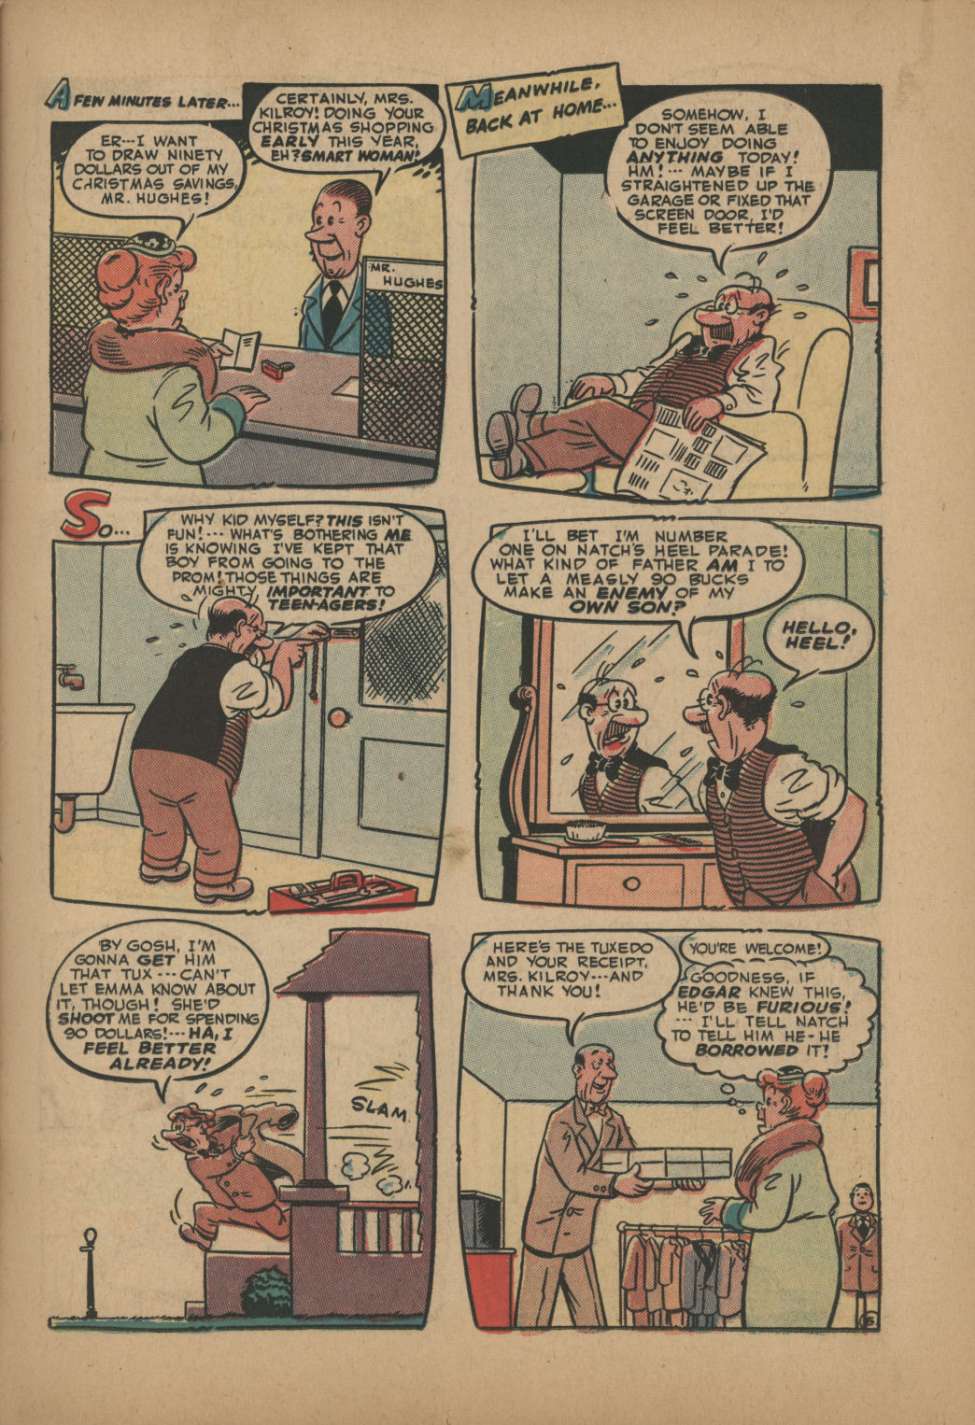 A FEW MINUTES LATER...
ER---I WANT
TO DRAW NINETY
DOLLARS OUT OF MY
CHRISTMAS SAVINGS,
MR. HUGHES!
CERTAINLY, MRS.
KILROY! DOING YOUR
CHRISTMAS SHOPPING
EARLY THIS YEAR,
EH? SMART WOMAN!
MR.
HUGHES
MEANWHILE,
BACK AT HOME...
SOMEHOW, I
DON'T SEEM ABLE
TO ENJOY DOING
ANYTHING TODAY!
HM!--- MAYBE IF I
STRAIGHTENED UP THE
GARAGE OR FIXED THAT
SCREEN DOOR, I'D
FEEL BETTER!
SO...
WHY KID MYSELF? THIS ISN'T
FUN!--- WHAT'S BOTHERING ME
IS KNOWING I'VE KEPT THAT
BOY FROM GOING TO THE
PROM! THOSE THINGS ARE
MIGHTY IMPORTANT TO
TEEN-AGERS!
I'LL BET I'M NUMBER
ONE ON NATCH'S HEEL PARADE!
WHAT KIND OF FATHER AM I TO
LET A MEASLY 90 BUCKS
MAKE AN ENEMY OF MY
OWN SON?
HELLO,
HEEL!
BY GOSH, I'M
GONNA GET HIM
THAT TUX --- CAN'T
LET EMMA KNOW ABOUT
IT, THOUGH! SHE'D
SHOOT ME FOR SPENDING
90 DOLLARS!--- HA, I
FEEL BETTER
ALREADY!
SLAM
HERE'S THE TUXEDO
AND YOUR RECEIPT,
MRS. KILROY---AND
THANK YOU!
YOU'RE WELCOME!
GOODNESS, IF
EDGAR KNEW THIS,
HE'D BE FURIOUS!
--- I'LL TELL NATCH
TO TELL HIM HE-HE
BORROWED IT!
5